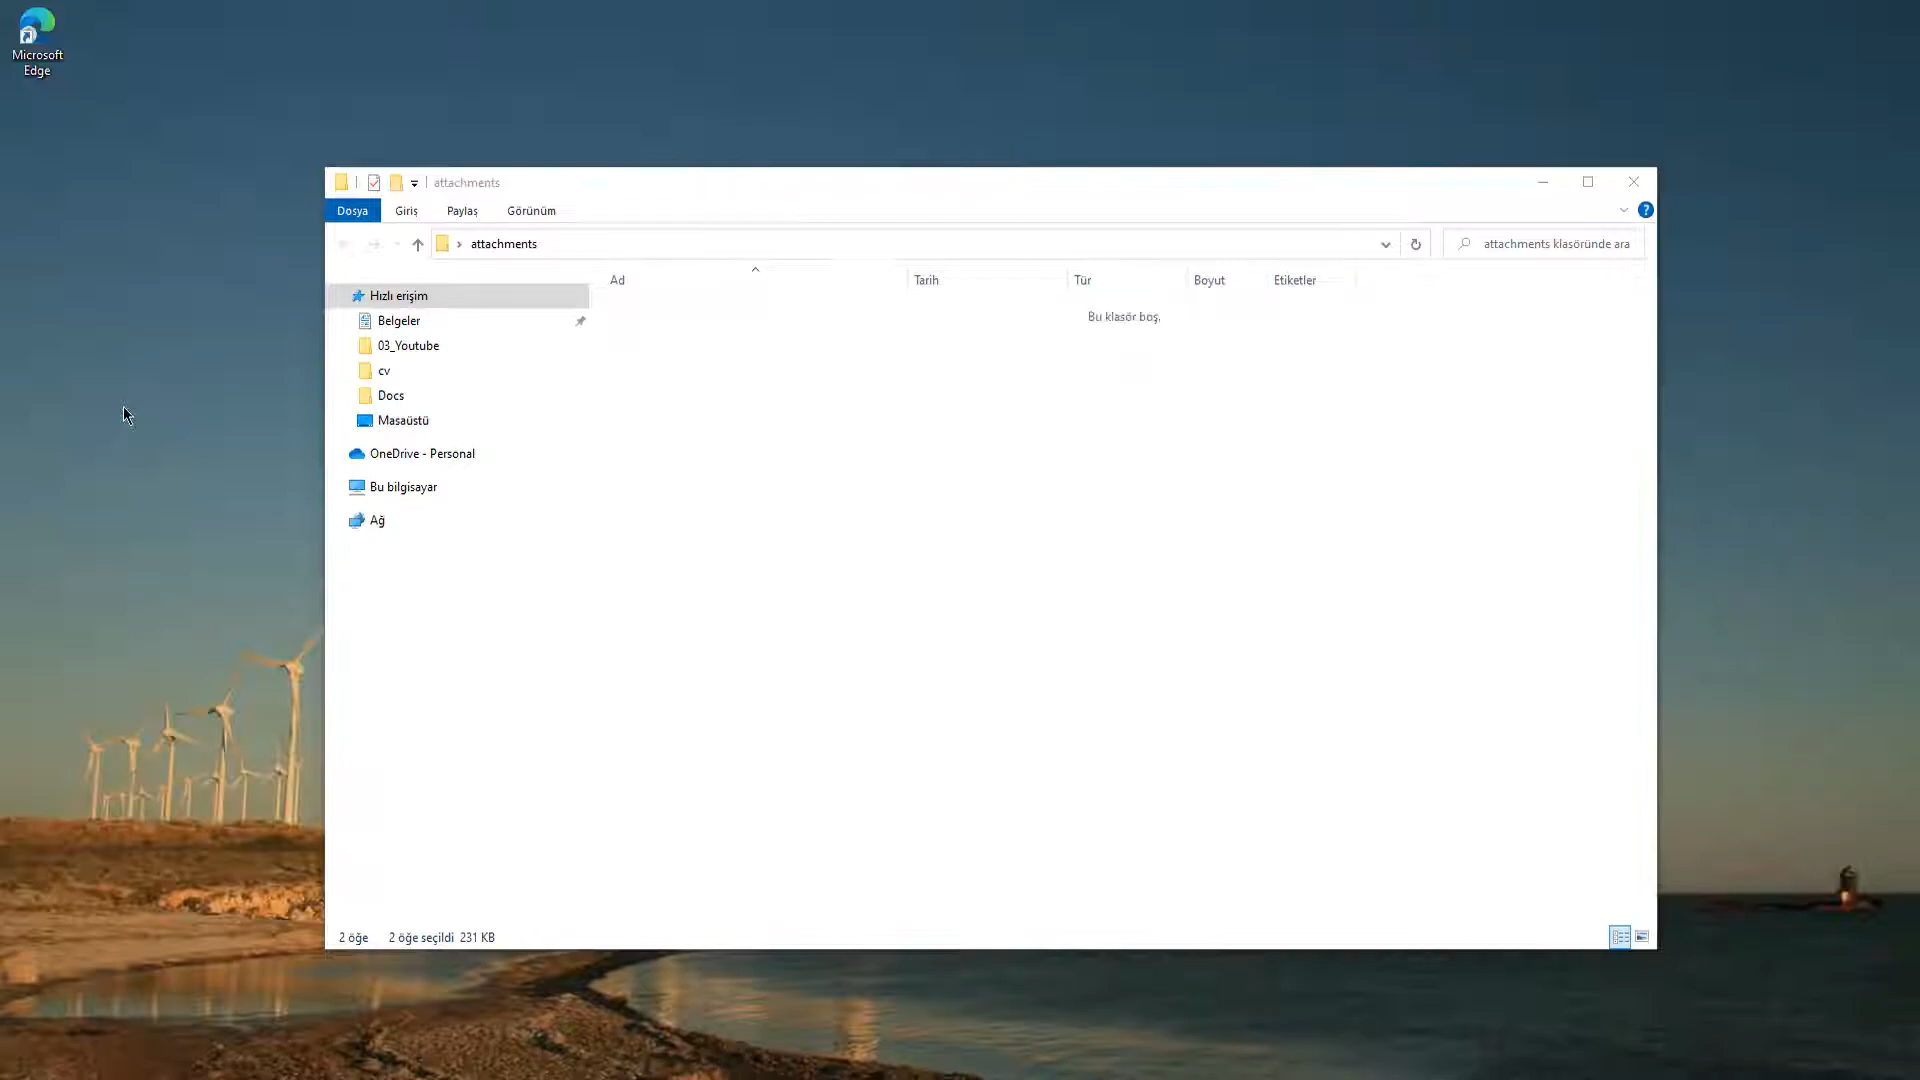 Microsoft
Edge
attachments
Dosya Giriş Paylaş Görünüm
attachments
attachments klasöründe ara
Ad Tarih Tür Boyut Etiketler
Bu klasör boş.
Hızlı erişim
Belgeler
03_Youtube
cv
Docs
Masaüstü
OneDrive - Personal
Bu bilgisayar
Ağ
2 öğe 2 öğe seçildi 231 KB